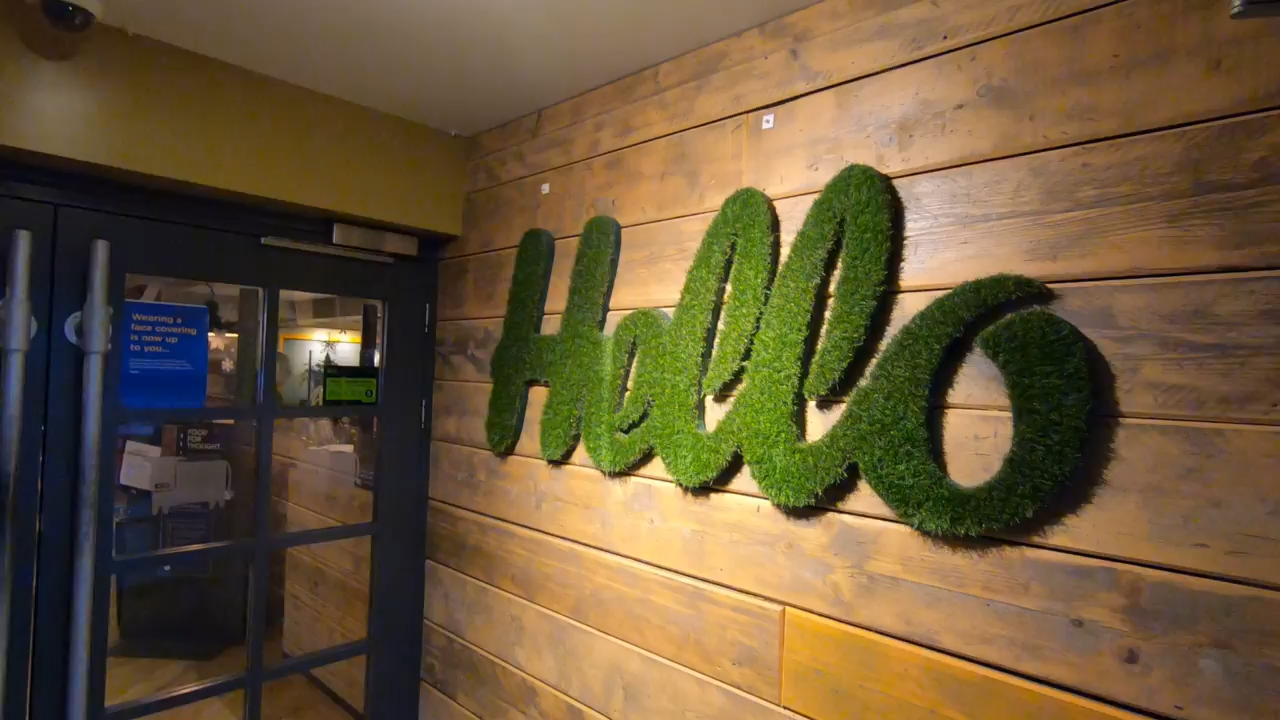 Hello
Wearing a
face covering
is now up
to you...
FOOD
FOR
THOUGHT